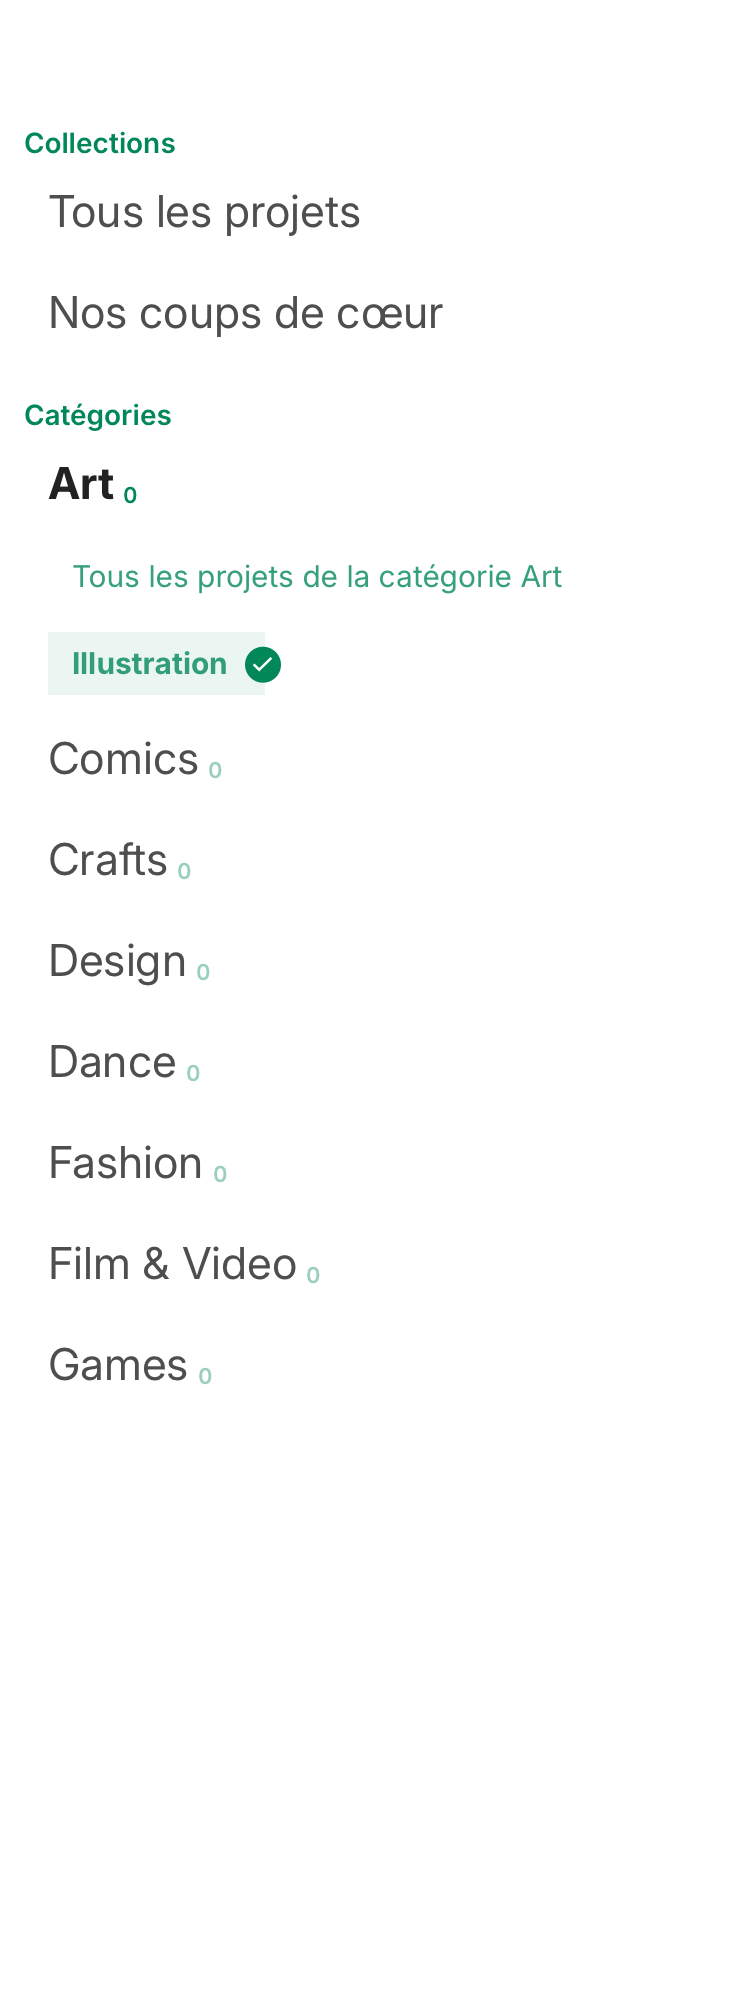 Collections
Tous les projets
Nos coups de cœur
Catégories
Art 0
Tous les projets de la catégorie Art
Illustration
Comics 0
Crafts 0
Design 0
Dance 0
Fashion 0
Film & Video 0
Games 0